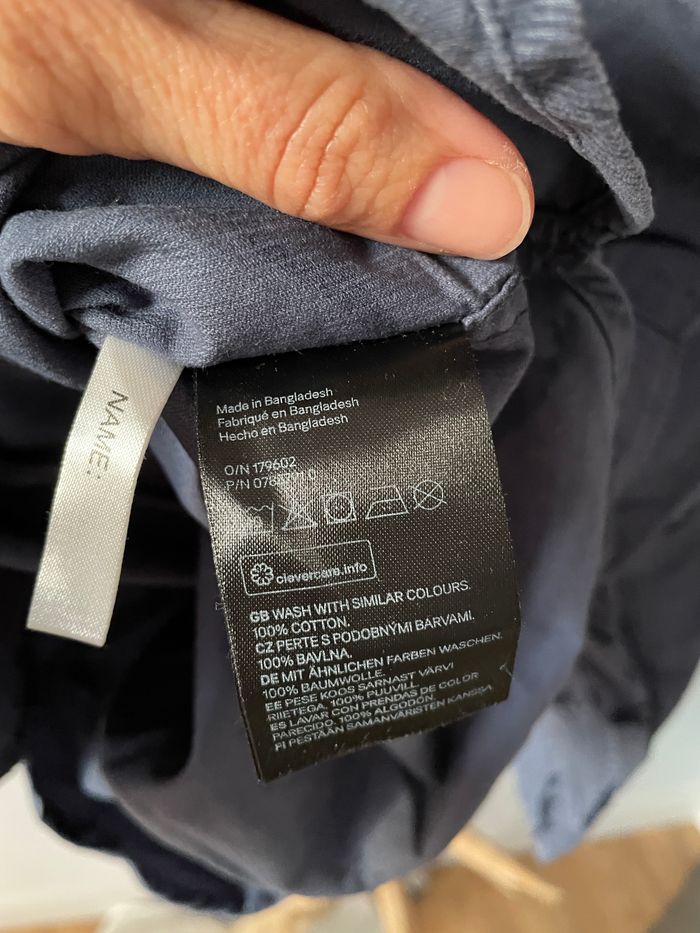 NAME:
Made in Bangladesh
Fabriqué en Bangladesh
Hecho en Bangladesh
O/N 179602
P/N
clevercare.info
GB WASH WITH SIMILAR COLOURS.
100% COTTON.
CZ PERTE S PODOBNÝMI BARVAMI.
100% BAVLNA.
DE MIT ÄHNLICHEN FARBEN WASCHEN.
100% BAUMWOLLE.
EE PESE KOOS SARNAST VÄRVI
RIIETEGA. 100% PUUVILL.
ES LAVAR CON PRENDAS DE COLOR
PARECIDO. 100% ALGODÓN.
FI PESTÄÄN SAMANVÄRISTEN KANSSA